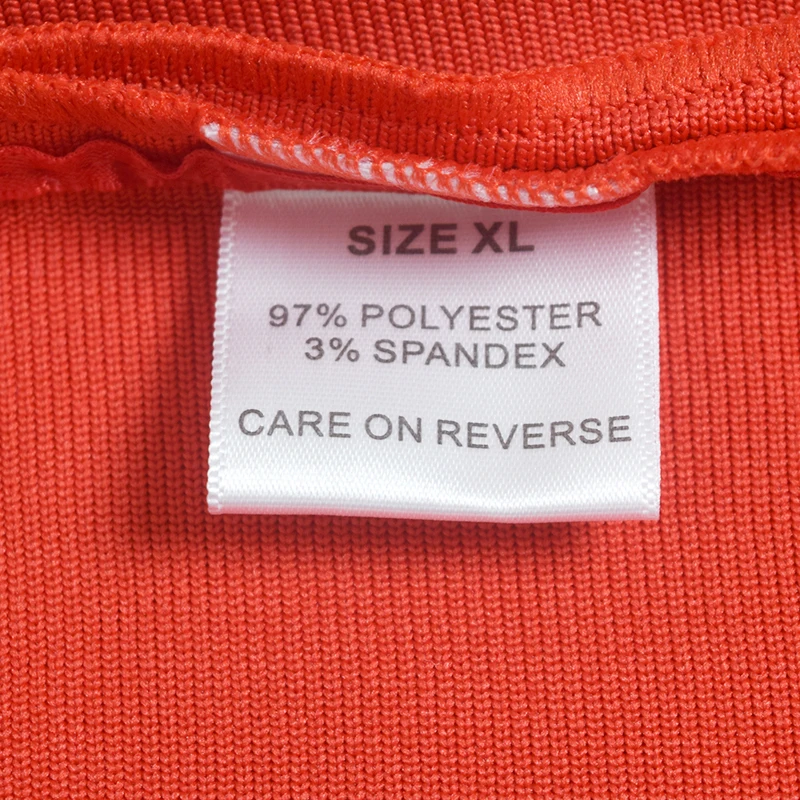 SIZE XL
97% POLYESTER
3% SPANDEX
CARE ON REVERSE